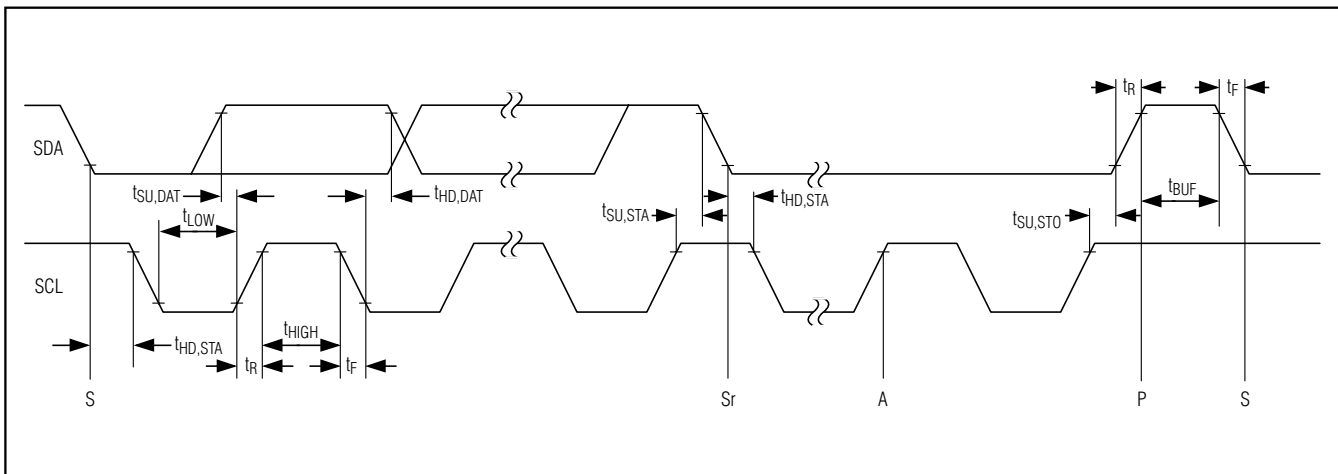 tR
tF
SDA
tSU,DAT
tHD,DAT
tLOW
tSU,STA
tHD,STA
tBUF
tSU,STO
SCL
tHIGH
tHD,STA
tR
tF
S
Sr
A
P
S